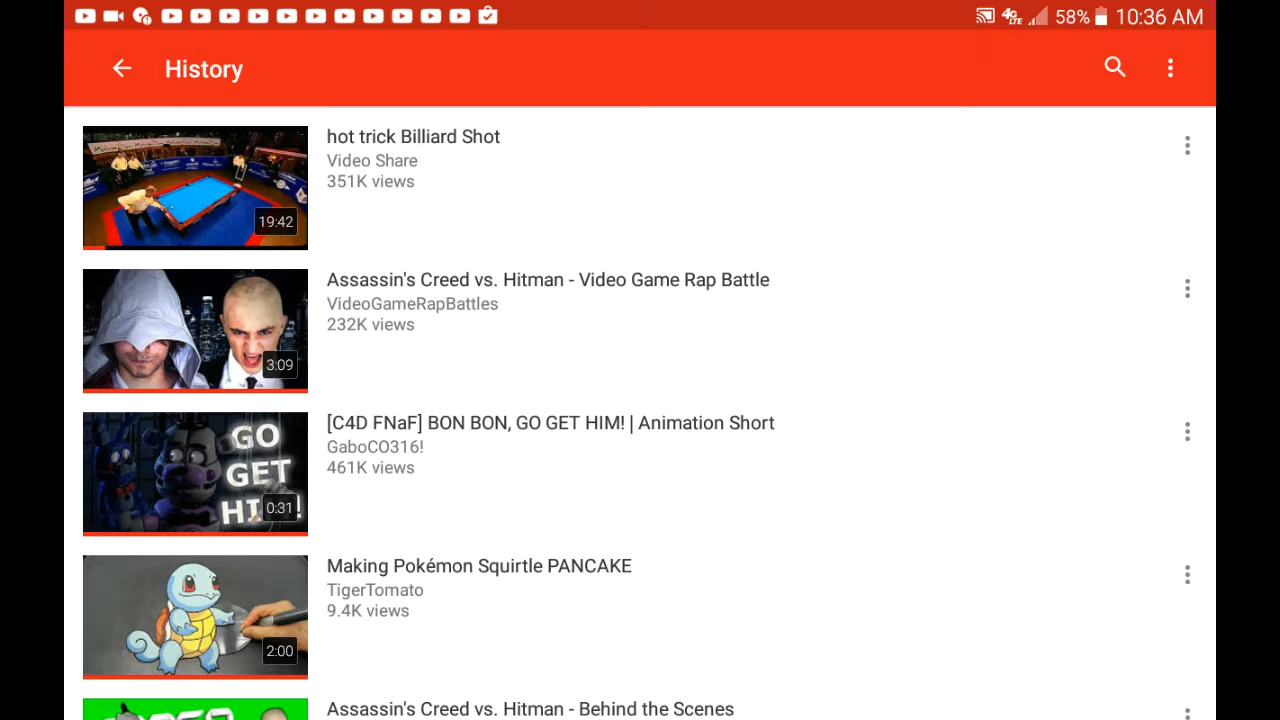 4G LTE 58% 10:36 AM
History
hot trick Billiard Shot
Video Share
351K views
19:42
Assassin's Creed vs. Hitman - Video Game Rap Battle
VideoGameRapBattles
232K views
3:09
[C4D FNaF] BON BON, GO GET HIM! | Animation Short
GaboCO316!
461K views
GO
GET
HIM!
0:31
Making Pokémon Squirtle PANCAKE
TigerTomato
9.4K views
2:00
Assassin's Creed vs. Hitman - Behind the Scenes